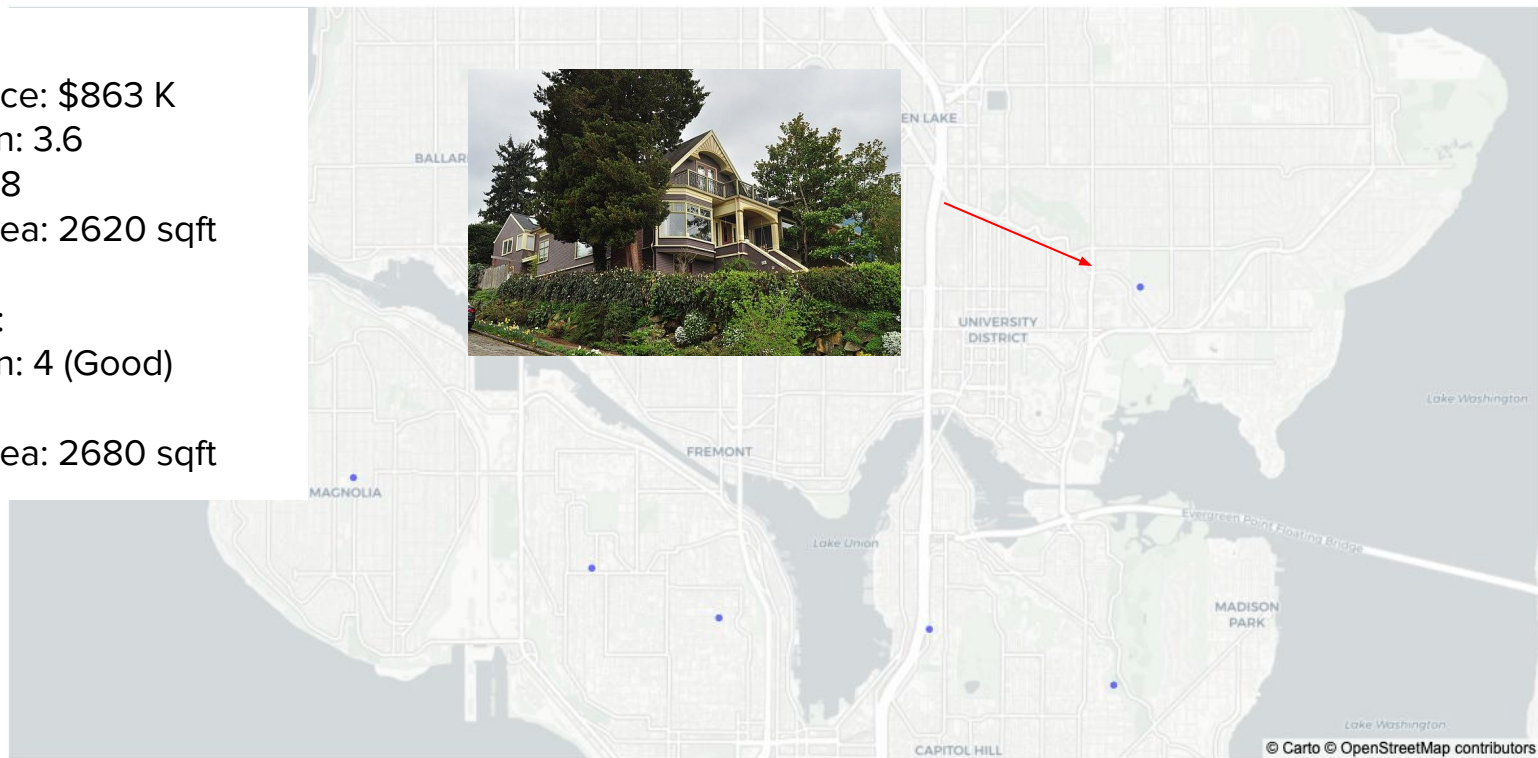 ce: $863 K
n: 3.6
8
ea: 2620 sqft
:
n: 4 (Good)
ea: 2680 sqft
EN LAKE
BALLAR
UNIVERSITY
DISTRICT
Lake Washington
FREMONT
MAGNOLIA
Evergreen Point Floating Bridge
Lake Union
MADISON
PARK
Lake Washington
CAPITOL HILL
© Carto © OpenStreetMap contributors